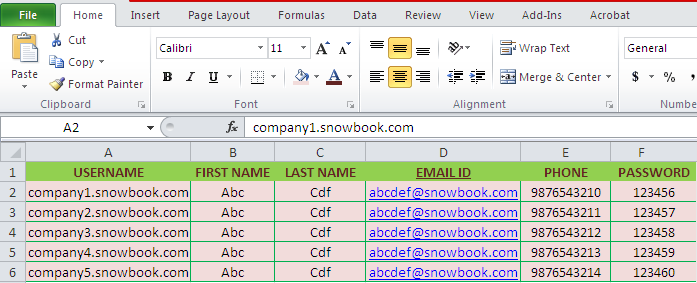 File Home Insert Page Layout Formulas Data Review View Add-Ins Acrobat
Paste
Cut
Copy
Format Painter
Clipboard
Calibri 11 A A
B I U A
Font
Wrap Text
Merge & Center
Alignment
General
$ % ,
A2 fx company1.snowbook.com
A B C D E F
1 USERNAME FIRST NAME LAST NAME EMAIL ID PHONE PASSWORD
2 company1.snowbook.com Abc Cdf abcdef@snowbook.com 9876543210 123456
3 company2.snowbook.com Abc Cdf abcdef@snowbook.com 9876543211 123457
4 company3.snowbook.com Abc Cdf abcdef@snowbook.com 9876543212 123458
5 company4.snowbook.com Abc Cdf abcdef@snowbook.com 9876543213 123459
6 company5.snowbook.com Abc Cdf abcdef@snowbook.com 9876543214 123460